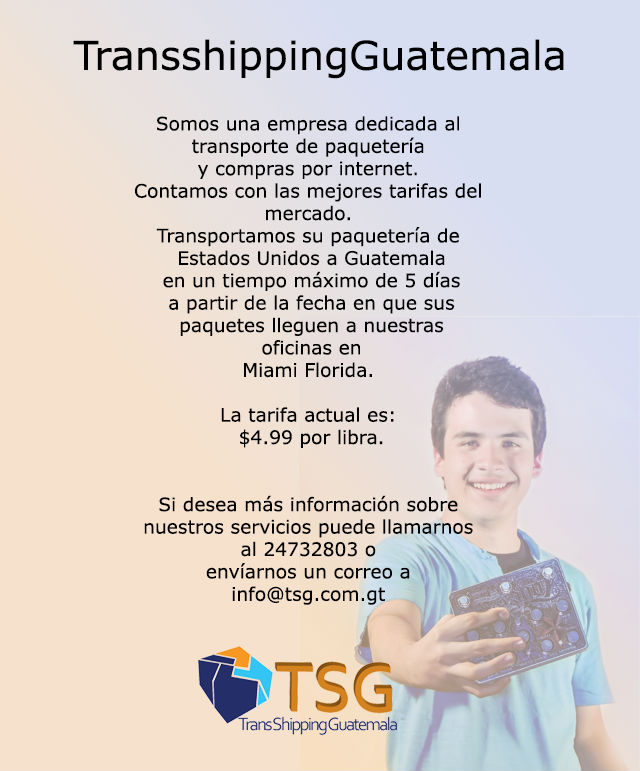 TransshippingGuatemala
Somos una empresa dedicada al
transporte de paquetería
y compras por internet.
Contamos con las mejores tarifas del
mercado.
Transportamos su paquetería de
Estados Unidos a Guatemala
en un tiempo máximo de 5 días
a partir de la fecha en que sus
paquetes lleguen a nuestras
oficinas en
Miami Florida.
La tarifa actual es:
$4.99 por libra.
Si desea más información sobre
nuestros servicios puede llamarnos
al 24732803 o
envíarnos un correo a
info@tsg.com.gt
TSG
TransShippingGuatemala